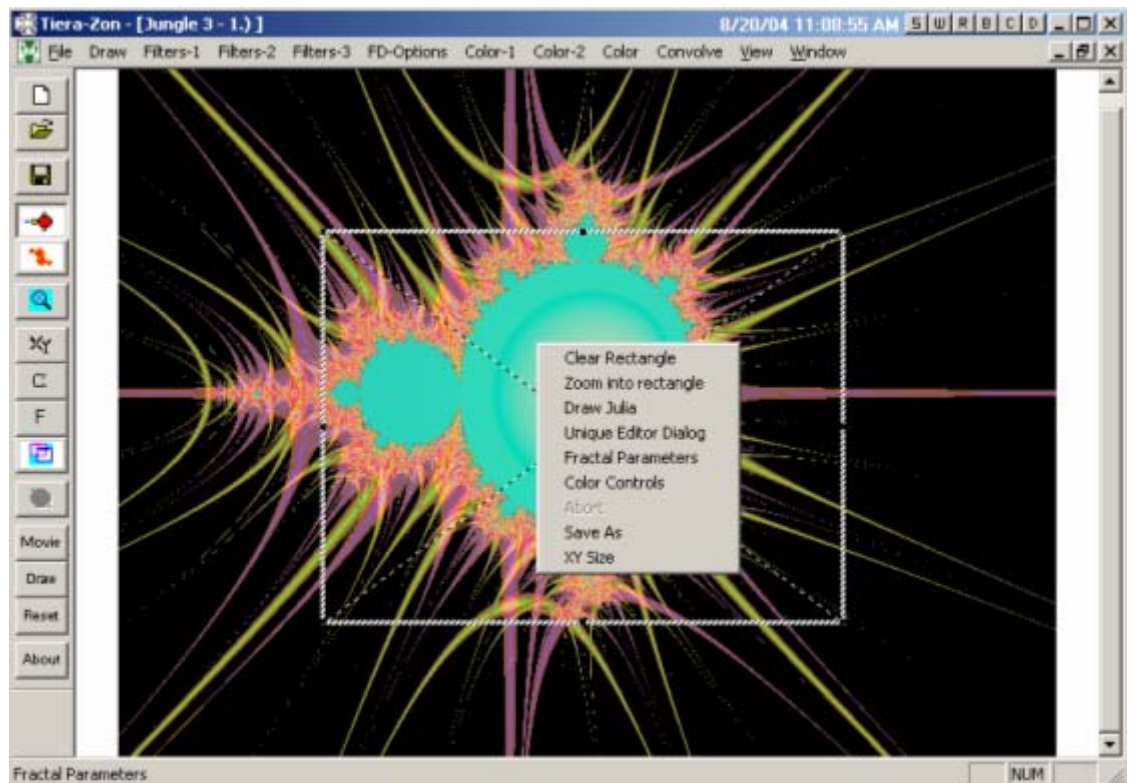 Tiera-Zon - [Jungle 3 - 1.) ] 8/20/04 11:08:55 AM S W R B C D
File Draw Filters-1 Filters-2 Filters-3 FD-Options Color-1 Color-2 Color Convolve View Window
XY
C
F
Movie
Draw
Reset
About
Clear Rectangle
Zoom into rectangle
Draw Julia
Unique Editor Dialog
Fractal Parameters
Color Controls
Abort
Save As
XY Size
Fractal Parameters NUM